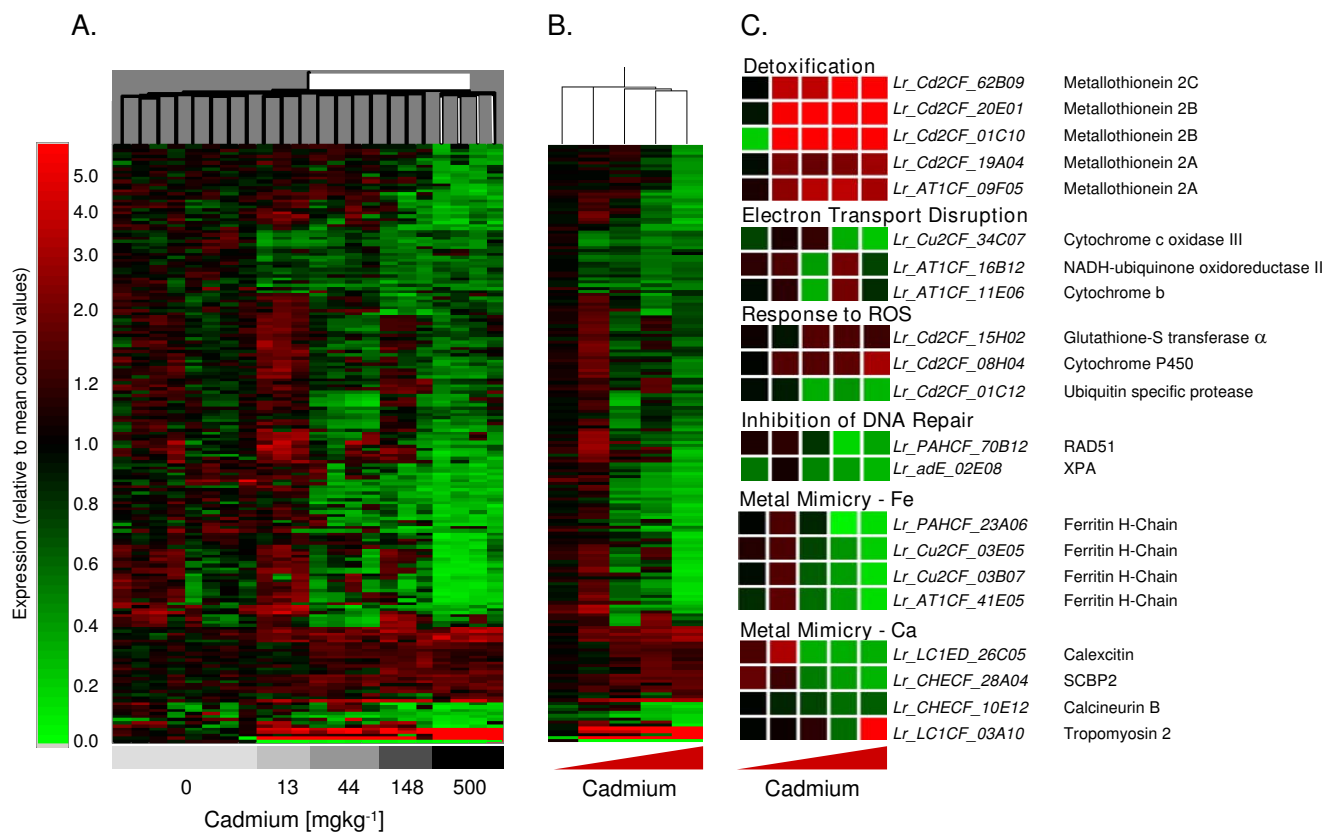 A.
B.
C.
Expression (relative to mean control values)
5.0
4.0
3.0
2.0
1.2
1.0
0.8
0.6
0.4
0.2
0.0
0 13 44 148 500
Cadmium [mgkg-1]
Cadmium
Detoxification
Lr_Cd2CF_62B09 Metallothionein 2C
Lr_Cd2CF_20E01 Metallothionein 2B
Lr_Cd2CF_01C10 Metallothionein 2B
Lr_Cd2CF_19A04 Metallothionein 2A
Lr_AT1CF_09F05 Metallothionein 2A
Electron Transport Disruption
Lr_Cu2CF_34C07 Cytochrome c oxidase III
Lr_AT1CF_16B12 NADH-ubiquinone oxidoreductase II
Lr_AT1CF_11E06 Cytochrome b
Response to ROS
Lr_Cd2CF_15H02 Glutathione-S transferase α
Lr_Cd2CF_08H04 Cytochrome P450
Lr_Cd2CF_01C12 Ubiquitin specific protease
Inhibition of DNA Repair
Lr_PAHCF_70B12 RAD51
Lr_adE_02E08 XPA
Metal Mimicry - Fe
Lr_PAHCF_23A06 Ferritin H-Chain
Lr_Cu2CF_03E05 Ferritin H-Chain
Lr_Cu2CF_03B07 Ferritin H-Chain
Lr_AT1CF_41E05 Ferritin H-Chain
Metal Mimicry - Ca
Lr_LC1ED_26C05 Calexcitin
Lr_CHECF_28A04 SCBP2
Lr_CHECF_10E12 Calcineurin B
Lr_LC1CF_03A10 Tropomyosin 2
Cadmium